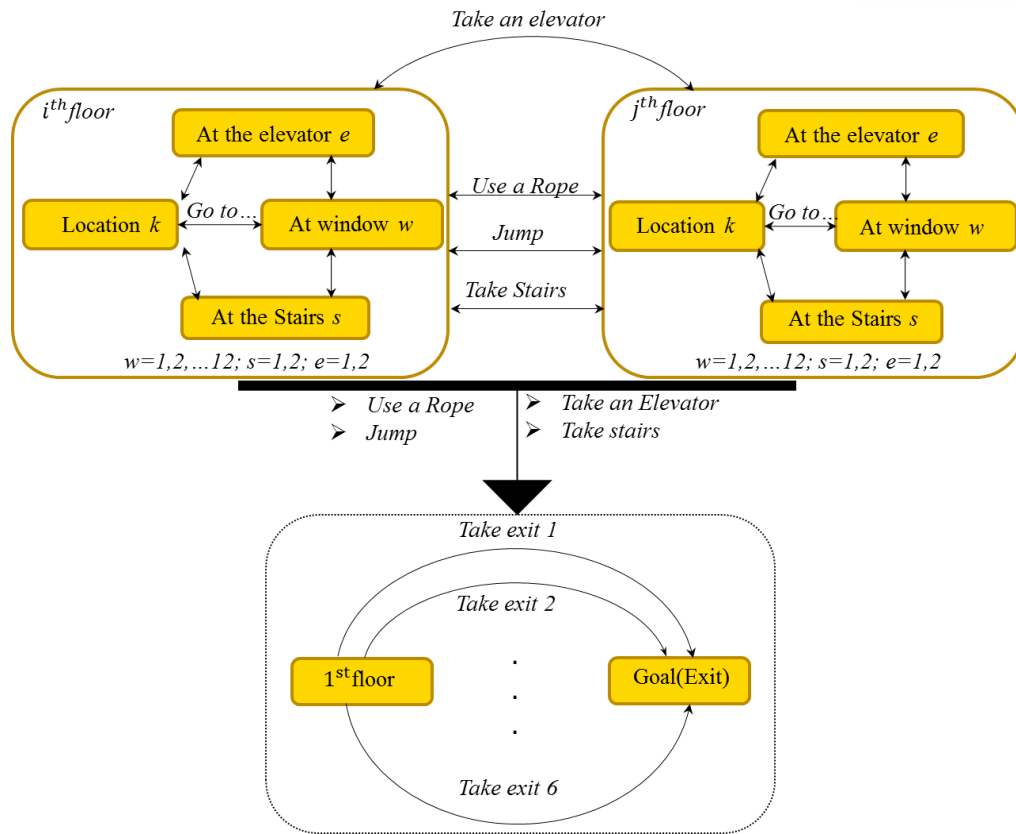 Take an elevator
i^th floor
At the elevator e
Location k
Go to...
At window w
At the Stairs s
w=1,2,...12; s=1,2; e=1,2
Use a Rope
Jump
Take Stairs
j^th floor
At the elevator e
Location k
Go to...
At window w
At the Stairs s
w=1,2,...12; s=1,2; e=1,2
➢ Use a Rope
➢ Jump
➢ Take an Elevator
➢ Take stairs
Take exit 1
Take exit 2
1^st floor
.
.
.
Goal(Exit)
Take exit 6